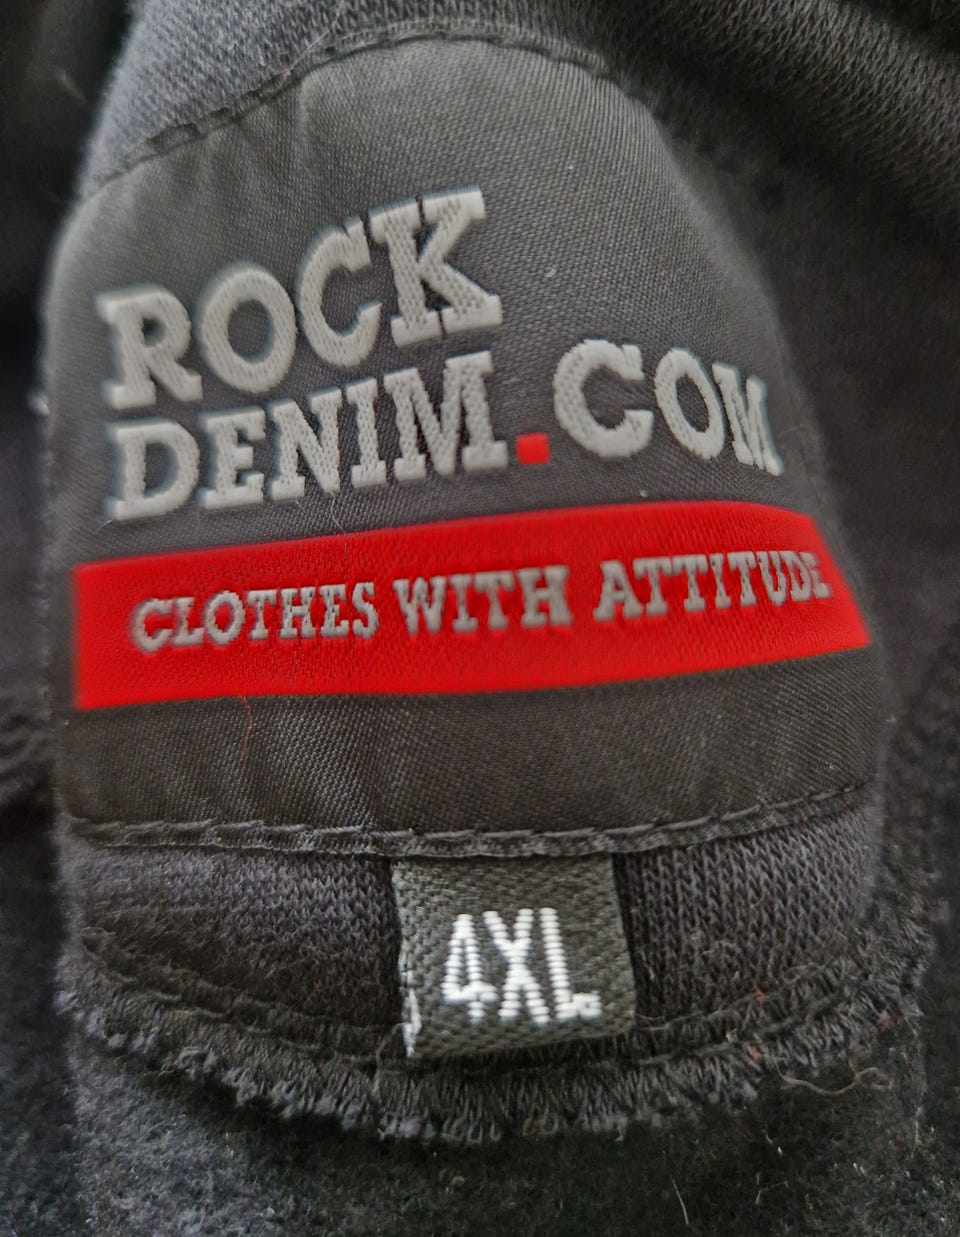 ROCK
DENIM.COM
CLOTHES WITH ATTITUDE
4XL